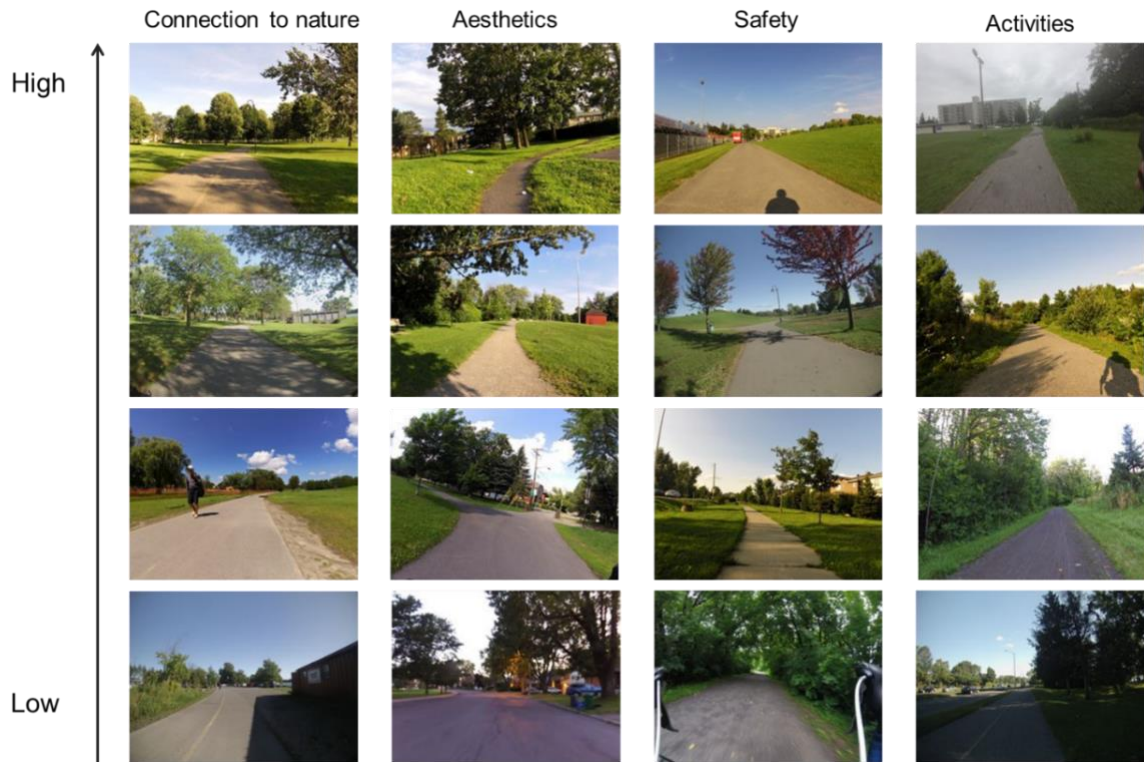 Connection to nature
Aesthetics
Safety
Activities
High
Low